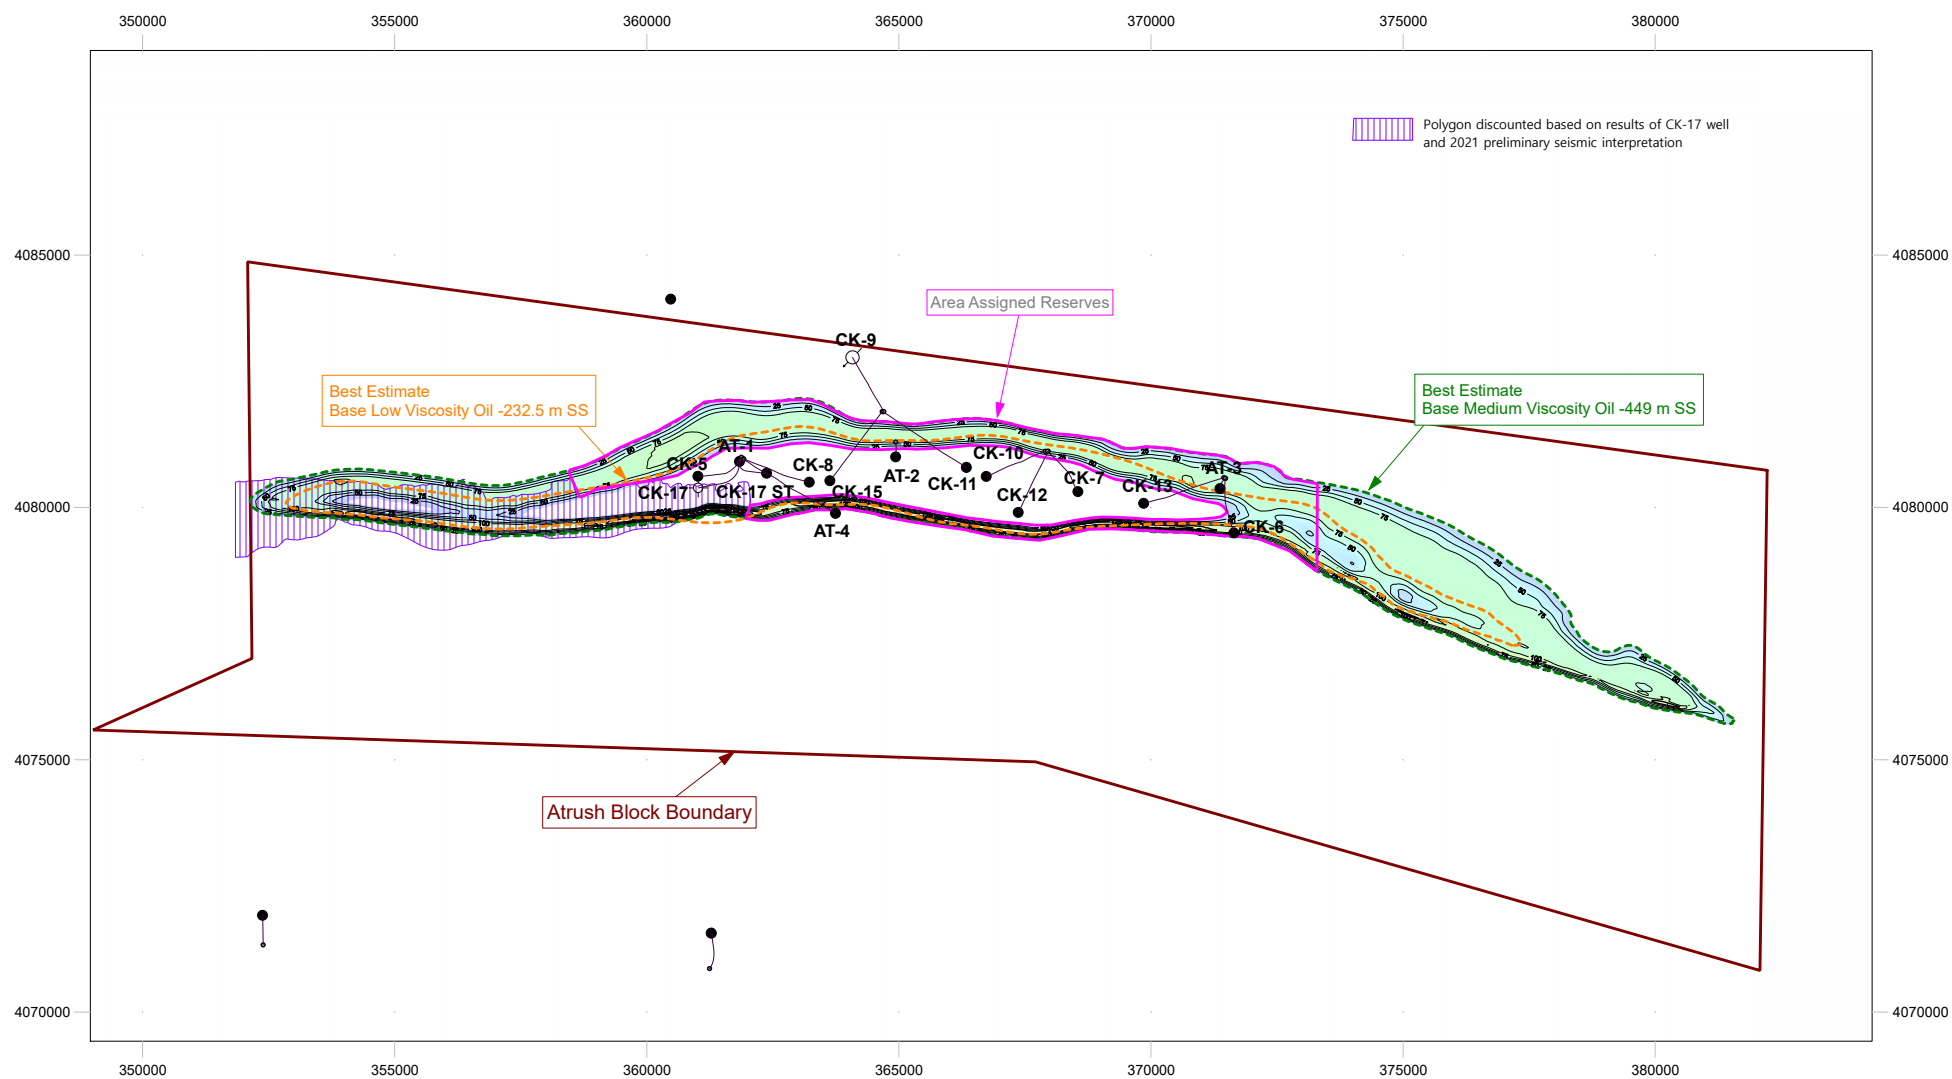 350000
355000
360000
365000
370000
375000
380000
Polygon discounted based on results of CK-17 well
and 2021 preliminary seismic interpretation
4085000
4085000
Area Assigned Reserves
CK-9
Best Estimate
Base Low Viscosity Oil -232.5 m SS
Best Estimate
Base Medium Viscosity Oil -449 m SS
AT-1
CK-5
CK-8
CK-10
AT-3
AT-2
CK-11
CK-7
CK-13
CK-17
CK-17 ST
CK-15
CK-12
4080000
4080000
AT-4
CK-6
4075000
4075000
Atrush Block Boundary
4070000
4070000
350000
355000
360000
365000
370000
375000
380000